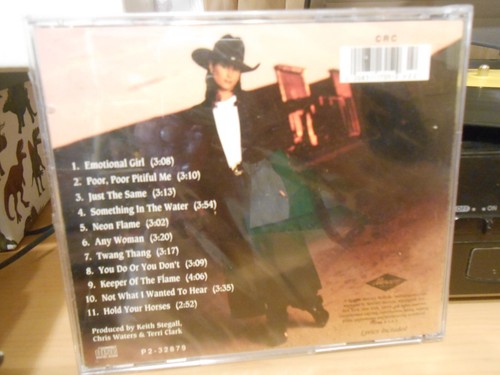 CRC
1. Emotional Girl (3:08)
2. Poor, Poor Pitiful Me (3:10)
3. Just The Same (3:13)
4. Something In The Water (3:54)
5. Neon Flame (3:02)
6. Any Woman (3:20)
7. Twang Thang (3:17)
8. You Do Or You Don't (3:09)
9. Keeper Of The Flame (4:06)
10. Not What I Wanted To Hear (3:35)
11. Hold Your Horses (2:52)
Produced by Keith Stegall,
Chris Waters & Terri Clark
P2-32879
Lyrics Included